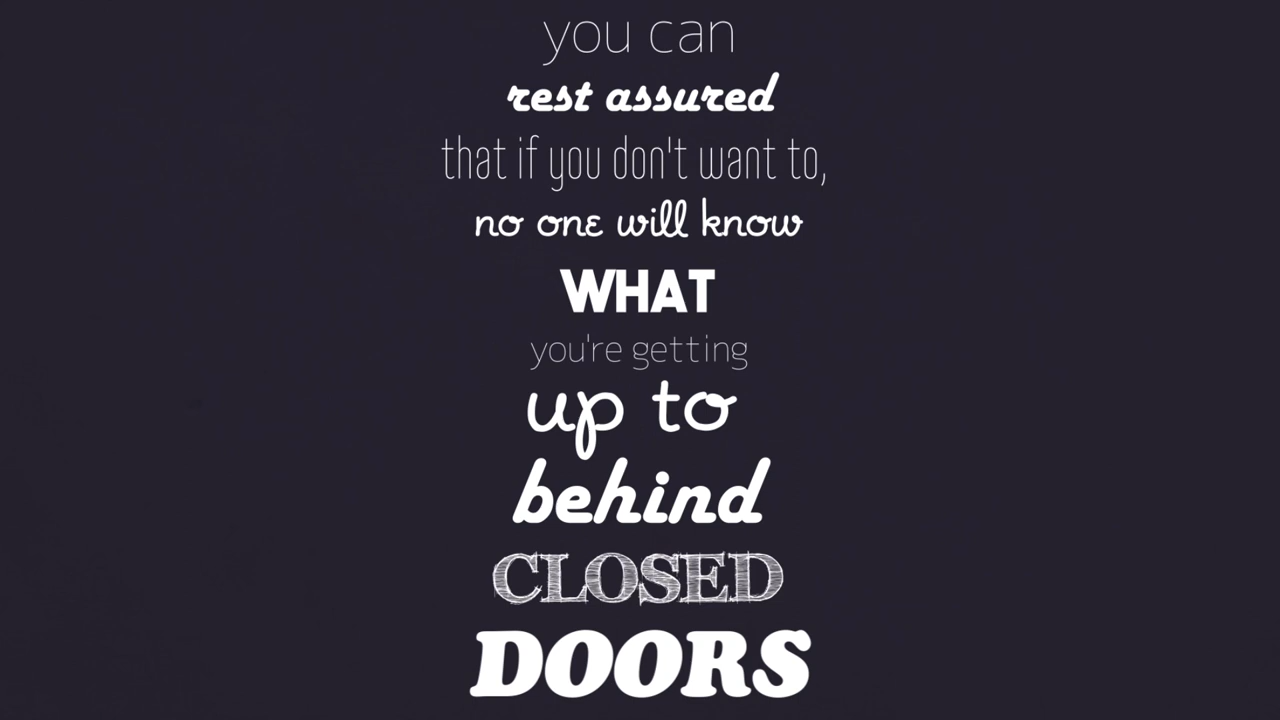 you can
rest assured
that if you don't want to,
no one will know
WHAT
you're getting
up to
behind
CLOSED
DOORS